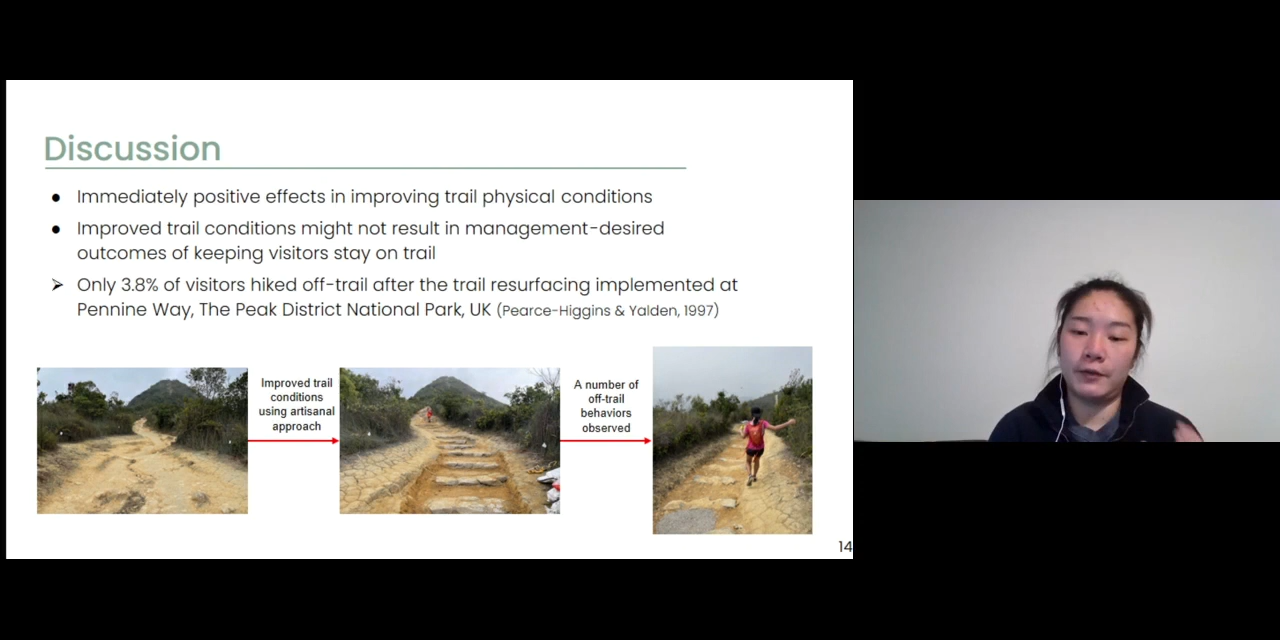 Discussion
● Immediately positive effects in improving trail physical conditions
● Improved trail conditions might not result in management-desired
outcomes of keeping visitors stay on trail
➢ Only 3.8% of visitors hiked off-trail after the trail resurfacing implemented at
Pennine Way, The Peak District National Park, UK (Pearce-Higgins & Yalden, 1997)
Improved trail
conditions
using artisanal
approach
A number of
off-trail
behaviors
observed
14